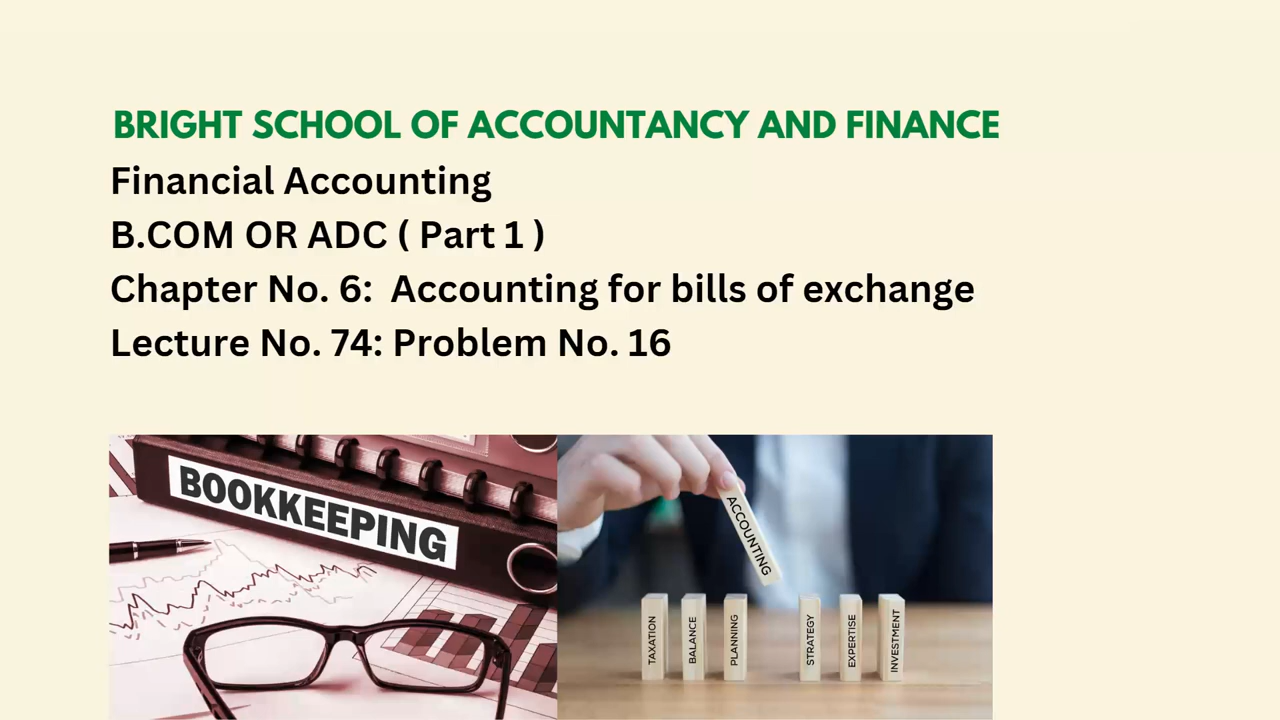 BRIGHT SCHOOL OF ACCOUNTANCY AND FINANCE
Financial Accounting
B.COM OR ADC ( Part 1 )
Chapter No. 6:  Accounting for bills of exchange
Lecture No. 74: Problem No. 16
BOOKKEEPING
ACCOUNTING
TAXATION
BALANCE
PLANNING
STRATEGY
EXPERTISE
INVESTMENT